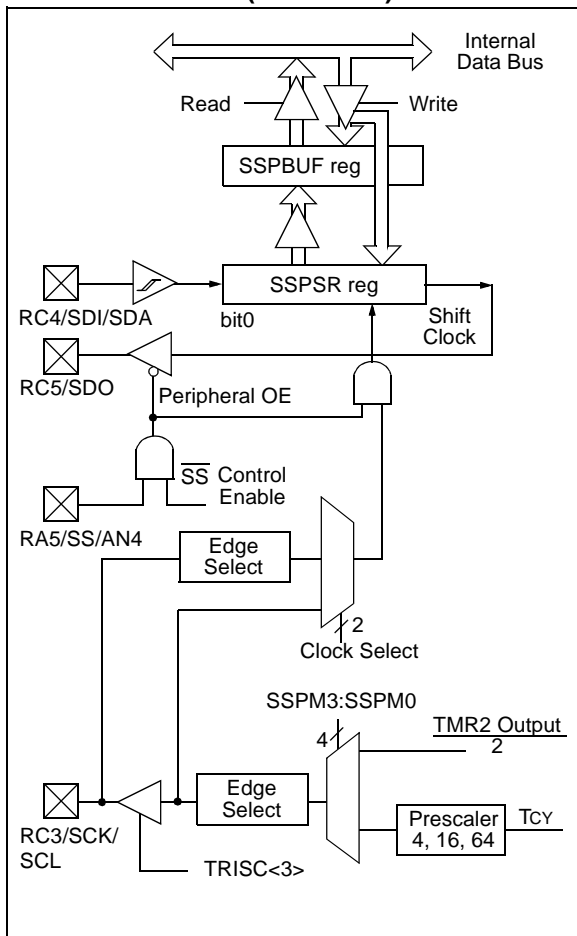 Internal
Data Bus
Read
Write
SSPBUF reg
SSPSR reg
RC4/SDI/SDA
bit0
Shift
Clock
RC5/SDO
Peripheral OE
SS Control
Enable
RA5/SS/AN4
Edge
Select
2
Clock Select
SSPM3:SSPM0
TMR2 Output
4
2
Edge
Select
Prescaler
4, 16, 64
TCY
RC3/SCK/
SCL
TRISC<3>